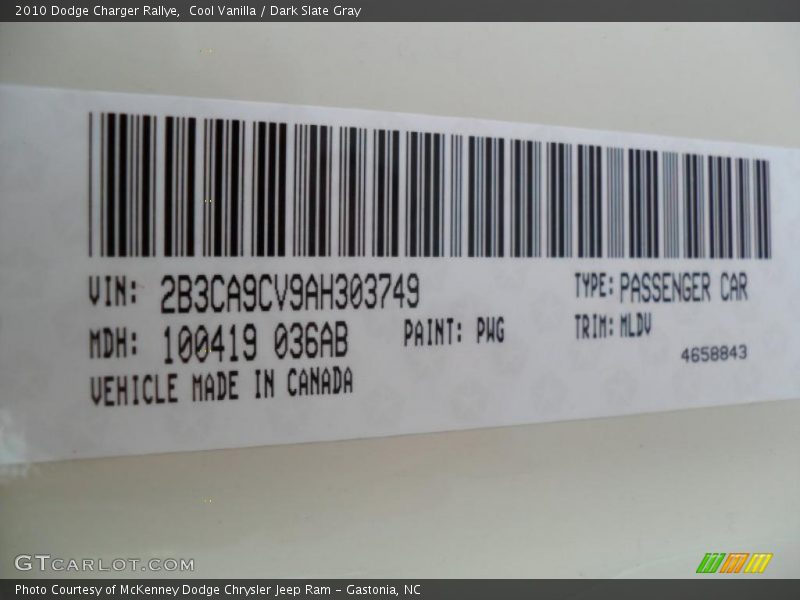 2010 Dodge Charger Rallye,  Cool Vanilla / Dark Slate Gray
VIN: 2B3CA9CV9AH303749 TYPE: PASSENGER CAR
MDH: 100419 036AB PAINT: PWG TRIM: MLDV
4658843
VEHICLE MADE IN CANADA
GTCARLOT.COM
Photo Courtesy of McKenney Dodge Chrysler Jeep Ram – Gastonia, NC